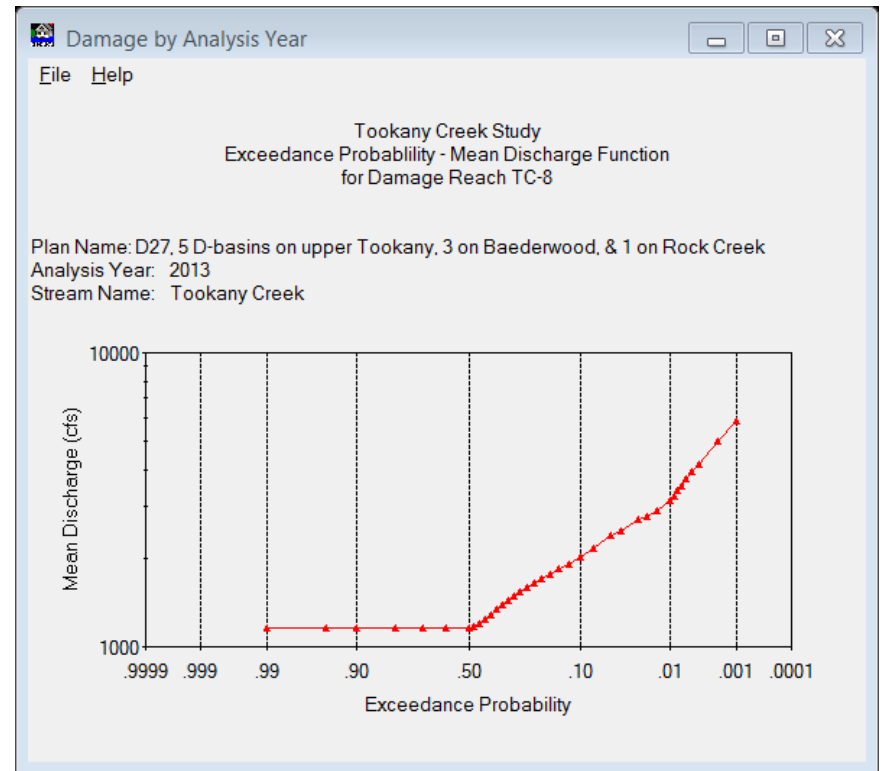 Damage by Analysis Year
File Help
Tookany Creek Study
Exceedance Probablility - Mean Discharge Function
for Damage Reach TC-8
Plan Name: D27, 5 D-basins on upper Tookany, 3 on Baederwood, & 1 on Rock Creek
Analysis Year: 2013
Stream Name: Tookany Creek
10000
Mean Discharge (cfs)
1000
.9999 .999 .99 .90 .50 .10 .01 .001 .0001
Exceedance Probability